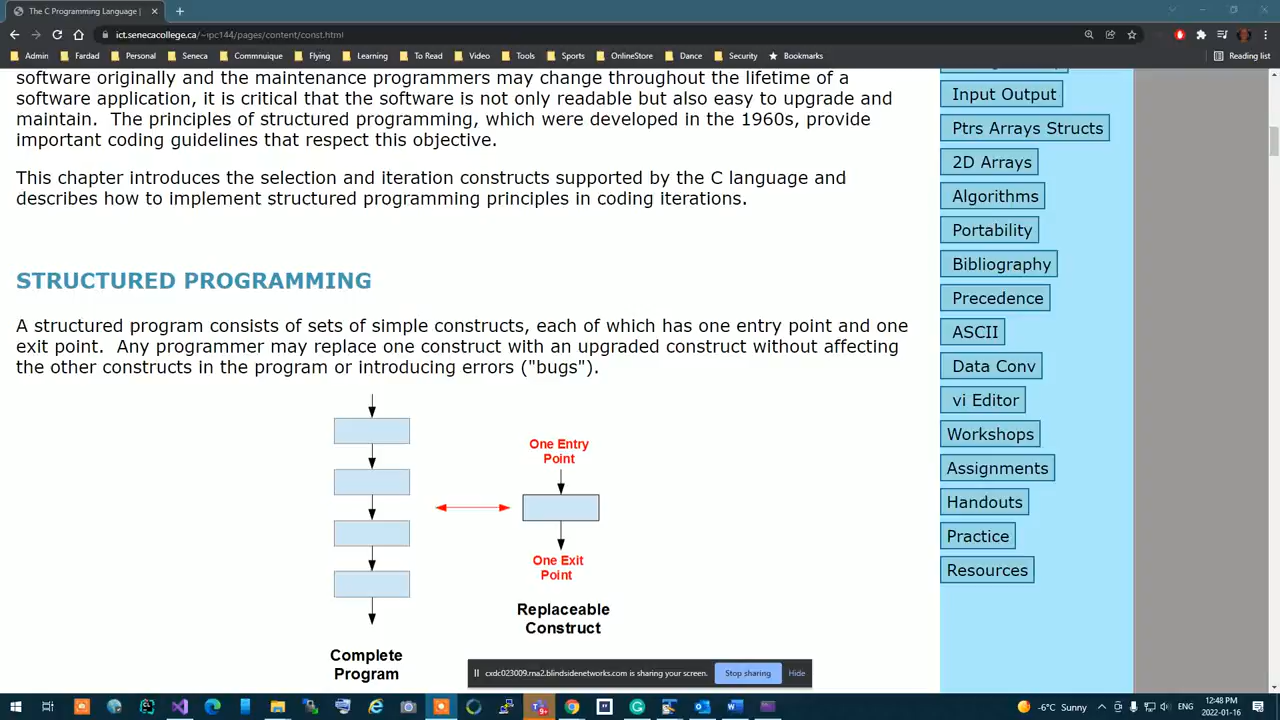 The C Programming Language |
ict.senecacollege.ca/~ipc144/pages/content/const.html
Admin Fardad Personal Seneca Commnuique Flying Learning To Read Video Tools Sports OnlineStore Dance Security Bookmarks Reading list
software originally and the maintenance programmers may change throughout the lifetime of a
software application, it is critical that the software is not only readable but also easy to upgrade and
maintain. The principles of structured programming, which were developed in the 1960s, provide
important coding guidelines that respect this objective.
This chapter introduces the selection and iteration constructs supported by the C language and
describes how to implement structured programming principles in coding iterations.
STRUCTURED PROGRAMMING
A structured program consists of sets of simple constructs, each of which has one entry point and one
exit point. Any programmer may replace one construct with an upgraded construct without affecting
the other constructs in the program or introducing errors ("bugs").
One Entry
Point
One Exit
Point
Replaceable
Construct
Complete
Program
Input Output
Ptrs Arrays Structs
2D Arrays
Algorithms
Portability
Bibliography
Precedence
ASCII
Data Conv
vi Editor
Workshops
Assignments
Handouts
Practice
Resources
cxdc023009.rna2.blindsidenetworks.com is sharing your screen. Stop sharing Hide
-6°C Sunny ENG 12:48 PM
2022-01-16